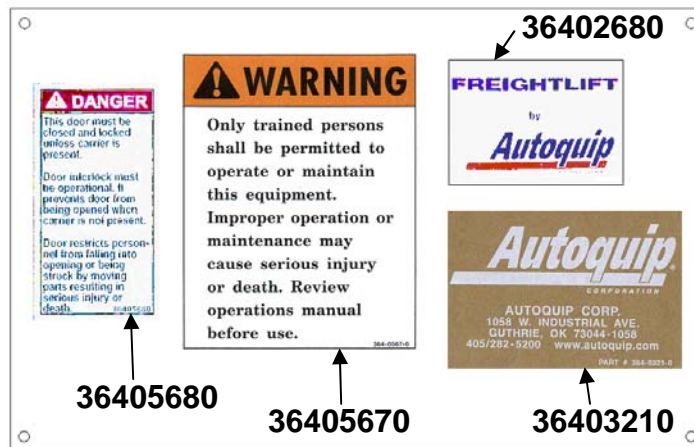 36402680
DANGER
This door must be
closed and locked
unless carrier is
present.
Door interlock must
be operational. It
prevents door from
being opened when
carrier is not present.
Door restricts person-
nel from falling into
opening or being
struck by moving
parts resulting in
serious injury or
death. 36405680
WARNING
Only trained persons
shall be permitted to
operate or maintain
this equipment.
Improper operation or
maintenance may
cause serious injury
or death. Review
operations manual
before use.
364-0567-0
FREIGHTLIFT
by
Autoquip
CORPORATION
Autoquip
CORPORATION
AUTOQUIP CORP.
1058 W. INDUSTRIAL AVE.
GUTHRIE, OK 73044-1058
405/282-5200 www.autoquip.com
PART #
36405680
36405670
36403210